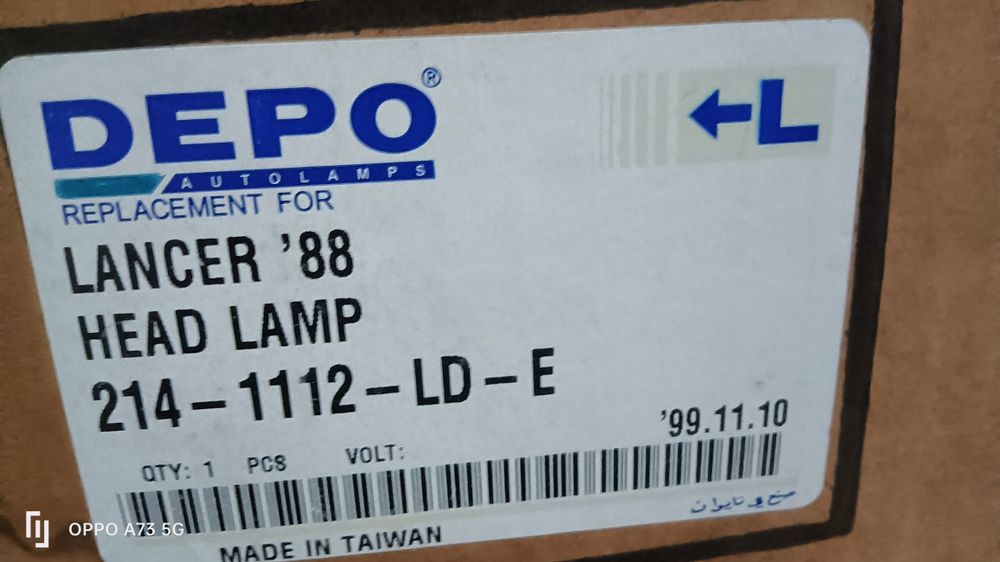 DEPO®
←L
AUTOLAMPS
REPLACEMENT FOR
LANCER '88
HEAD LAMP
214-1112-LD-E
'99.11.10
QTY: 1 PCS VOLT:
صنع في تايوان
MADE IN TAIWAN
OPPO A73 5G